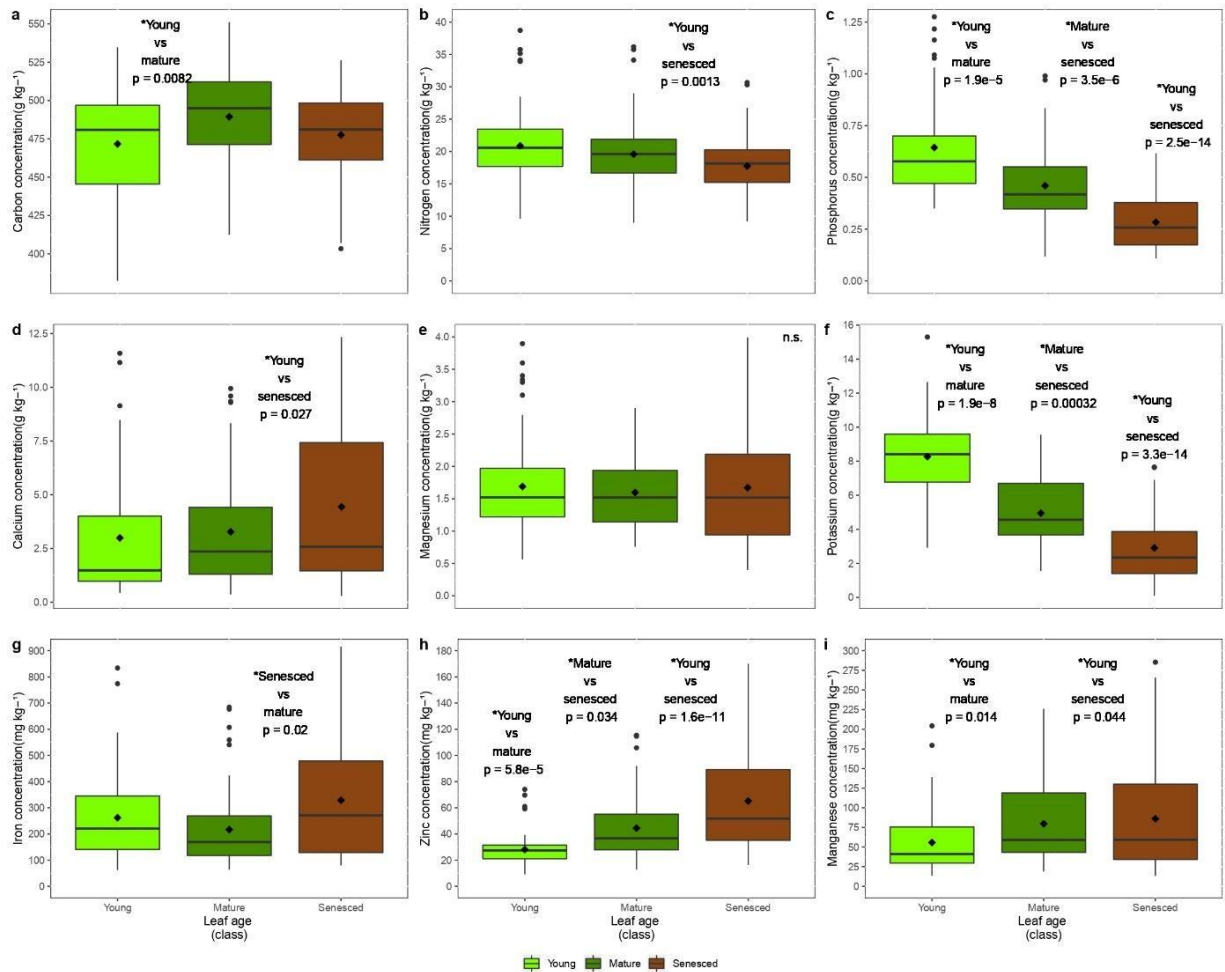 a
*Young
vs
mature
p = 0.0082
Carbon concentration(g kg⁻¹)
550
525
500
475
450
425
400
b
*Young
vs
senesced
p = 0.0013
Nitrogen concentration(g kg⁻¹)
40
35
30
25
20
15
10
5
0
c
*Young
vs
mature
p = 1.9e−5
*Mature
vs
senesced
p = 3.5e−6
*Young
vs
senesced
p = 2.5e−14
Phosphorus concentration(g kg⁻¹)
1.25
1.00
0.75
0.50
0.25
0.00
d
*Young
vs
senesced
p = 0.027
Calcium concentration(g kg⁻¹)
12.5
10.0
7.5
5.0
2.5
0.0
e
n.s.
Magnesium concentration(g kg⁻¹)
4.0
3.5
3.0
2.5
2.0
1.5
1.0
0.5
0.0
f
*Young
vs
mature
p = 1.9e−8
*Mature
vs
senesced
p = 0.00032
*Young
vs
senesced
p = 3.3e−14
Potassium concentration(g kg⁻¹)
16
14
12
10
8
6
4
2
0
g
*Senesced
vs
mature
p = 0.02
Iron concentration(mg kg⁻¹)
900
800
700
600
500
400
300
200
100
0
Young Mature Senesced
Leaf age
(class)
h
*Young
vs
mature
p = 5.8e−5
*Mature
vs
senesced
p = 0.034
*Young
vs
senesced
p = 1.6e−11
Zinc concentration(mg kg⁻¹)
180
160
140
120
100
80
60
40
20
0
Young Mature Senesced
Leaf age
(class)
i
*Young
vs
mature
p = 0.014
*Young
vs
senesced
p = 0.044
Manganese concentration(mg kg⁻¹)
300
275
250
225
200
175
150
125
100
75
50
25
0
Young Mature Senesced
Leaf age
(class)
Young Mature Senesced